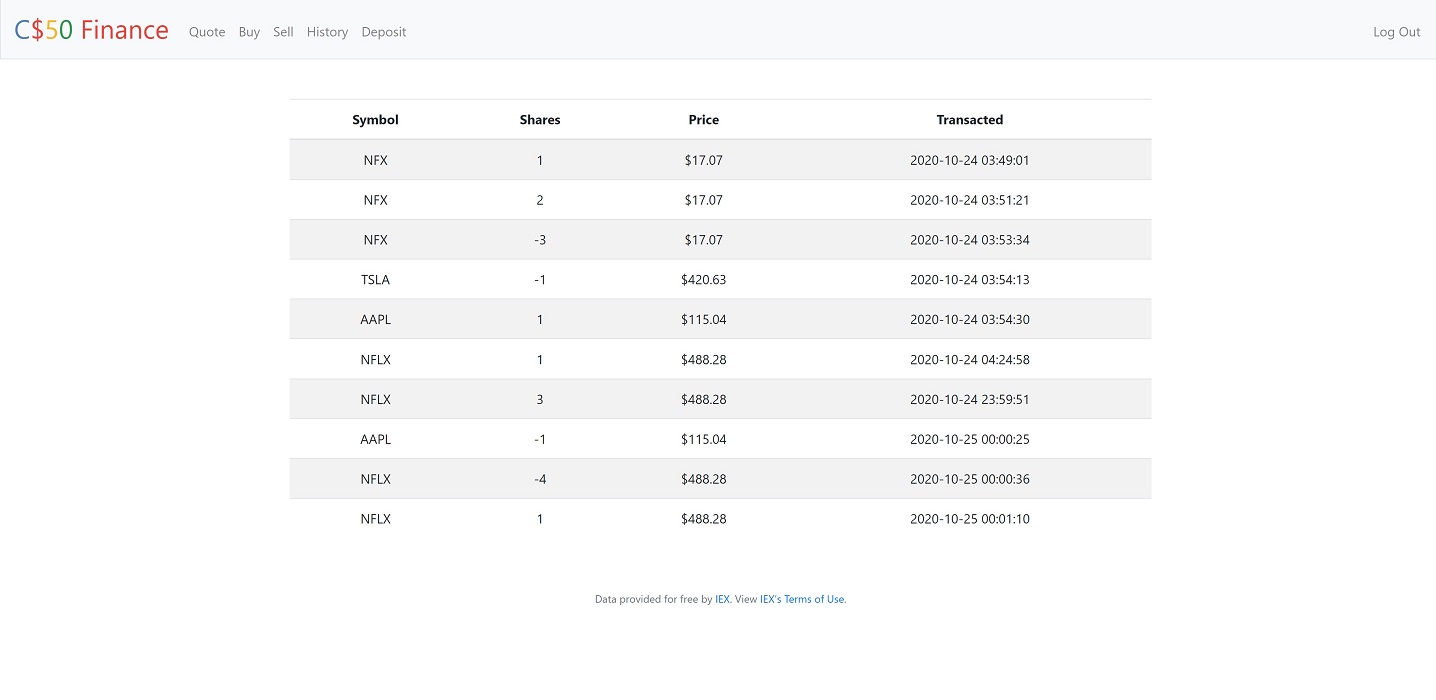 C$50 Finance Quote Buy Sell History Deposit Log Out
Symbol Shares Price Transacted
NFX 1 $17.07 2020-10-24 03:49:01
NFX 2 $17.07 2020-10-24 03:51:21
NFX -3 $17.07 2020-10-24 03:53:34
TSLA -1 $420.63 2020-10-24 03:54:13
AAPL 1 $115.04 2020-10-24 03:54:30
NFLX 1 $488.28 2020-10-24 04:24:58
NFLX 3 $488.28 2020-10-24 23:59:51
AAPL -1 $115.04 2020-10-25 00:00:25
NFLX -4 $488.28 2020-10-25 00:00:36
NFLX 1 $488.28 2020-10-25 00:01:10
Data provided for free by IEX. View IEX's Terms of Use.